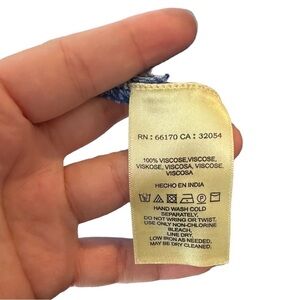 RN: 66170 CA: 32054
100% VISCOSE, VISCOSE,
VISKOSE, VISCOSA, VISCOSE,
VISCOSA
HECHO EN INDIA
HAND WASH COLD
SEPARATELY.
DO NOT WRING OR TWIST.
USE ONLY NON-CHLORINE
BLEACH.
LINE DRY.
LOW IRON AS NEEDED,
MAY BE DRY CLEANED.